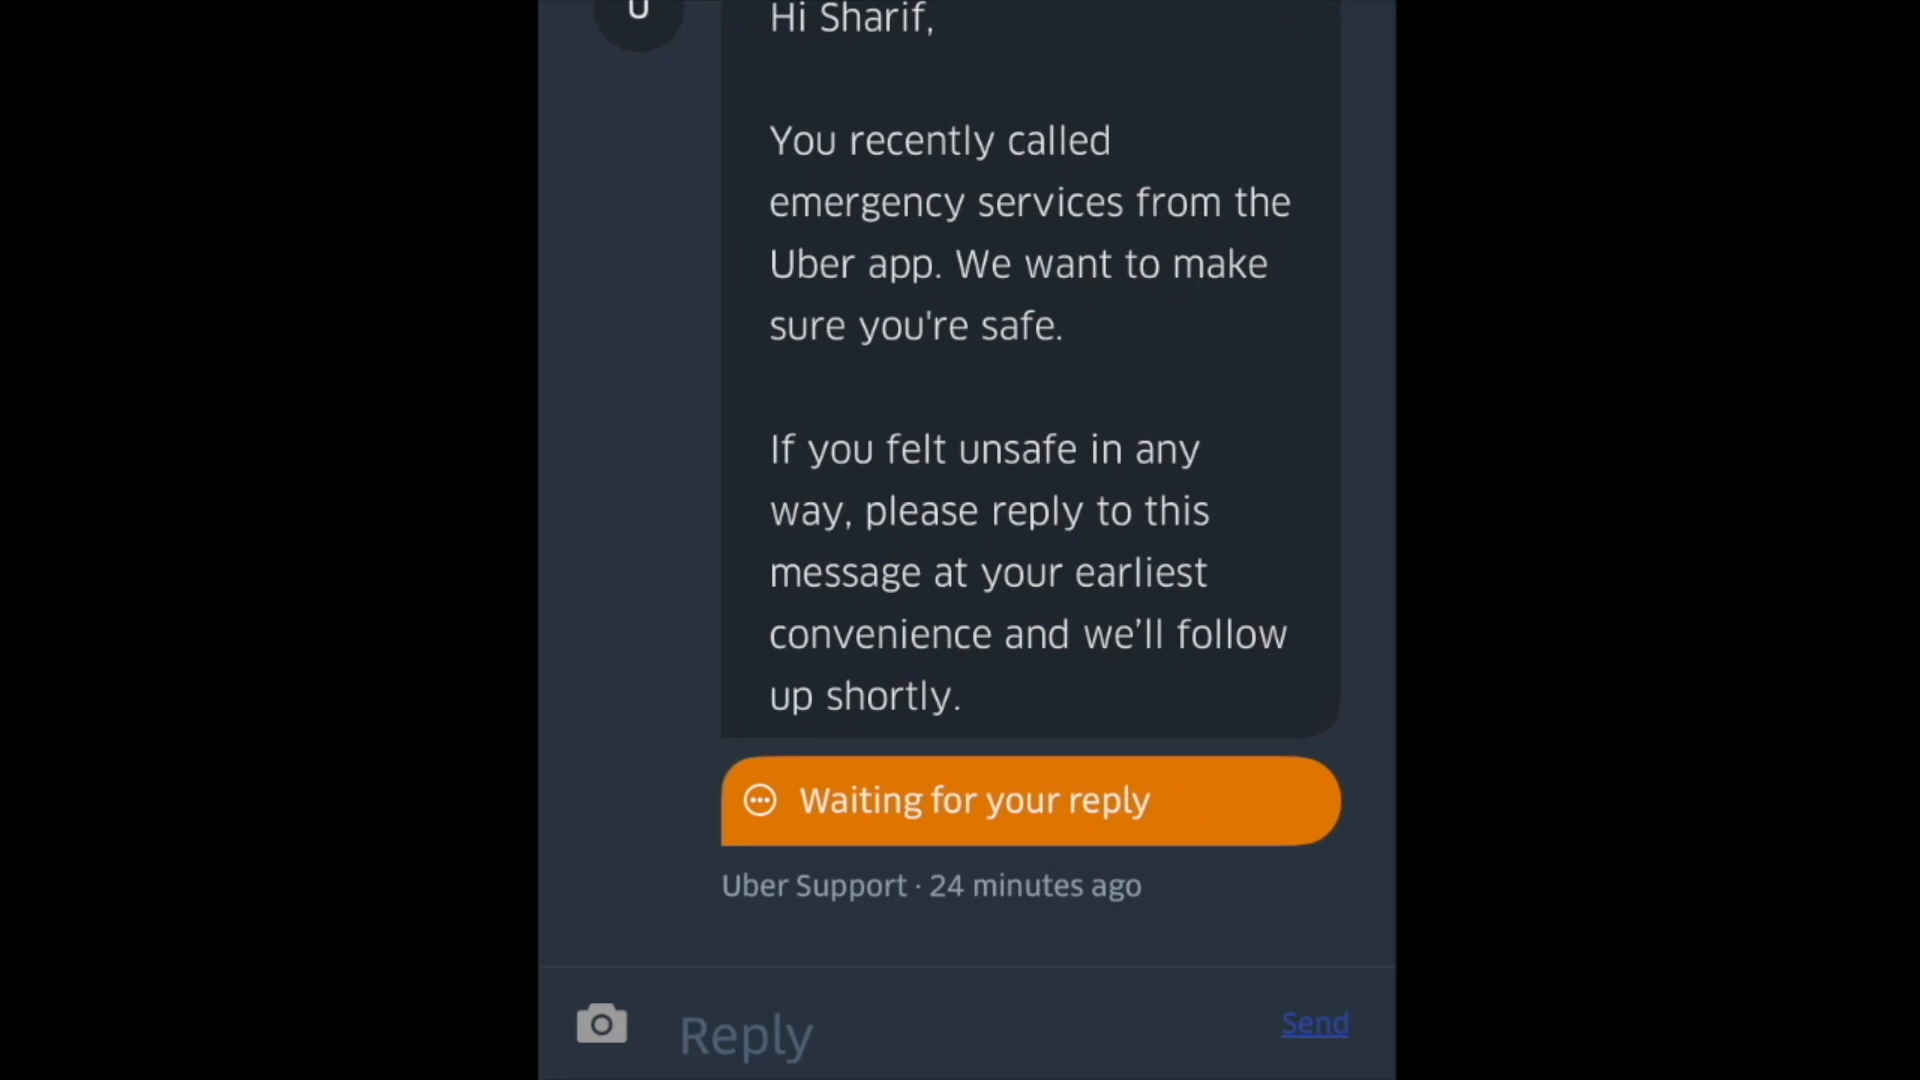 U
Hi Sharif,
You recently called
emergency services from the
Uber app. We want to make
sure you're safe.
If you felt unsafe in any
way, please reply to this
message at your earliest
convenience and we’ll follow
up shortly.
Waiting for your reply
Uber Support · 24 minutes ago
Reply
Send